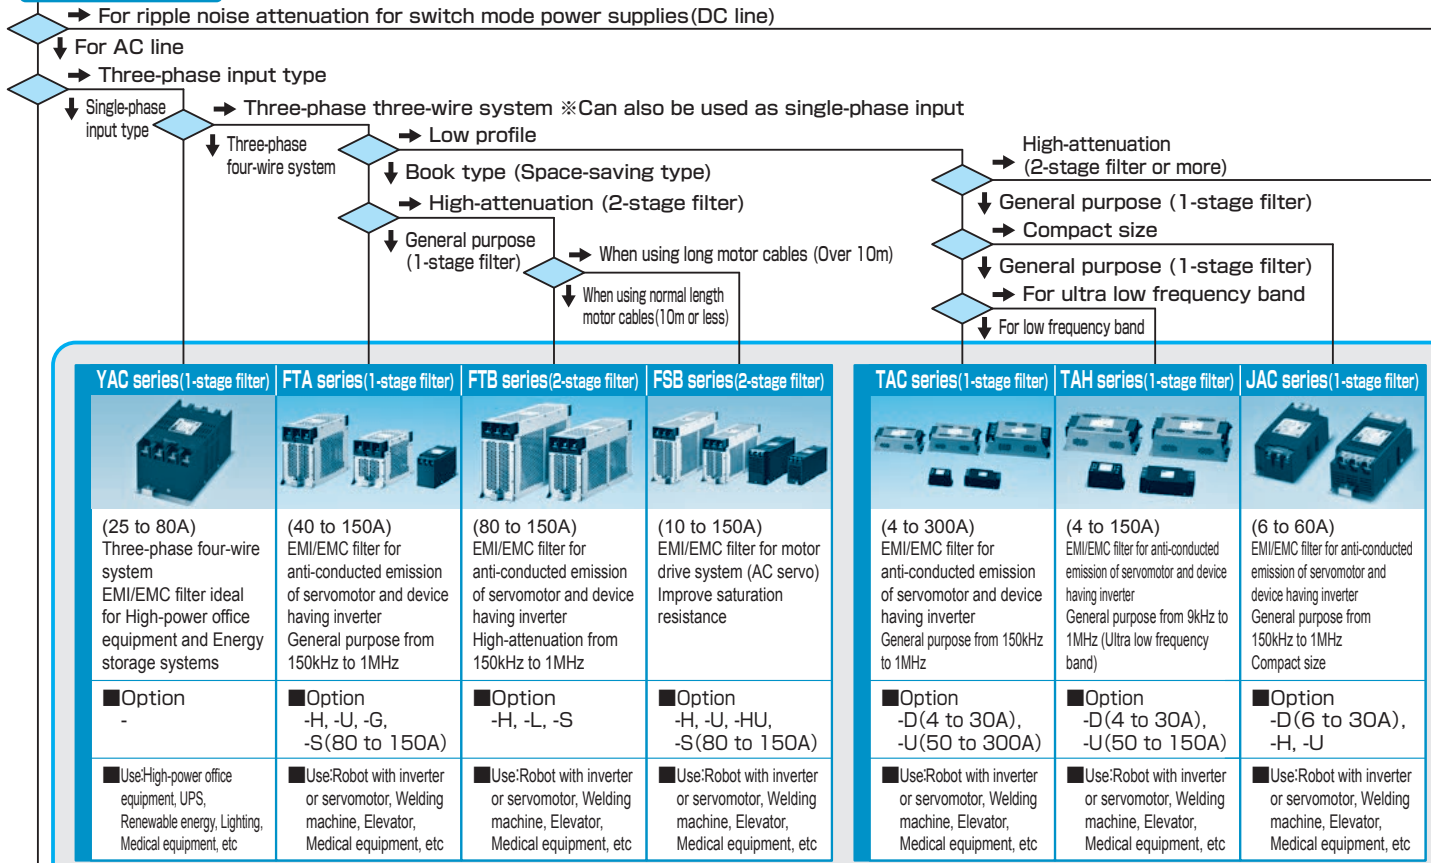 ➡ For ripple noise attenuation for switch mode power supplies(DC line)
⬇ For AC line
➡ Three-phase input type
⬇ Single-phase
input type
➡ Three-phase three-wire system ※Can also be used as single-phase input
⬇ Three-phase
four-wire system
➡ Low profile
⬇ Book type (Space-saving type)
➡ High-attenuation (2-stage filter)
⬇ General purpose
(1-stage filter)
➡ When using long motor cables (Over 10m)
⬇ When using normal length
motor cables(10m or less)
High-attenuation
➡ (2-stage filter or more)
⬇ General purpose (1-stage filter)
➡ Compact size
⬇ General purpose (1-stage filter)
➡ For ultra low frequency band
⬇ For low frequency band
YAC series(1-stage filter)
(25 to 80A)
Three-phase four-wire
system
EMI/EMC filter ideal
for High-power office
equipment and Energy
storage systems
■Option
-
■Use:High-power office
equipment, UPS,
Renewable energy, Lighting,
Medical equipment, etc
FTA series(1-stage filter)
(40 to 150A)
EMI/EMC filter for
anti-conducted emission
of servomotor and device
having inverter
General purpose from
150kHz to 1MHz
■Option
-H, -U, -G,
-S(80 to 150A)
■Use:Robot with inverter
or servomotor, Welding
machine, Elevator,
Medical equipment, etc
FTB series(2-stage filter)
(80 to 150A)
EMI/EMC filter for
anti-conducted emission
of servomotor and device
having inverter
High-attenuation from
150kHz to 1MHz
■Option
-H, -L, -S
■Use:Robot with inverter
or servomotor, Welding
machine, Elevator,
Medical equipment, etc
FSB series(2-stage filter)
(10 to 150A)
EMI/EMC filter for motor
drive system (AC servo)
Improve saturation
resistance
■Option
-H, -U, -HU,
-S(80 to 150A)
■Use:Robot with inverter
or servomotor, Welding
machine, Elevator,
Medical equipment, etc
TAC series(1-stage filter)
(4 to 300A)
EMI/EMC filter for
anti-conducted emission
of servomotor and device
having inverter
General purpose from 150kHz
to 1MHz
■Option
-D(4 to 30A),
-U(50 to 300A)
■Use:Robot with inverter
or servomotor, Welding
machine, Elevator,
Medical equipment, etc
TAH series(1-stage filter)
(4 to 150A)
EMI/EMC filter for anti-conducted
emission of servomotor and device
having inverter
General purpose from 9kHz to
1MHz (Ultra low frequency
band)
■Option
-D(4 to 30A),
-U(50 to 150A)
■Use:Robot with inverter
or servomotor, Welding
machine, Elevator,
Medical equipment, etc
JAC series(1-stage filter)
(6 to 60A)
EMI/EMC filter for anti-conducted
emission of servomotor and
device having inverter
General purpose from
150kHz to 1MHz
Compact size
■Option
-D(6 to 30A),
-H, -U
■Use:Robot with inverter
or servomotor, Welding
machine, Elevator,
Medical equipment, etc